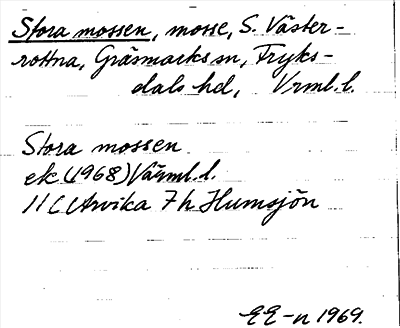 Stora mossen, mosse, S. Väster-
rottna, Gräsmarks sn, Fryks-
dals hd, Vrml.l.
Stora mossen
ek (1968) Värml.l.
11 C Arvika 7h Humsjön
EE-n 1969.